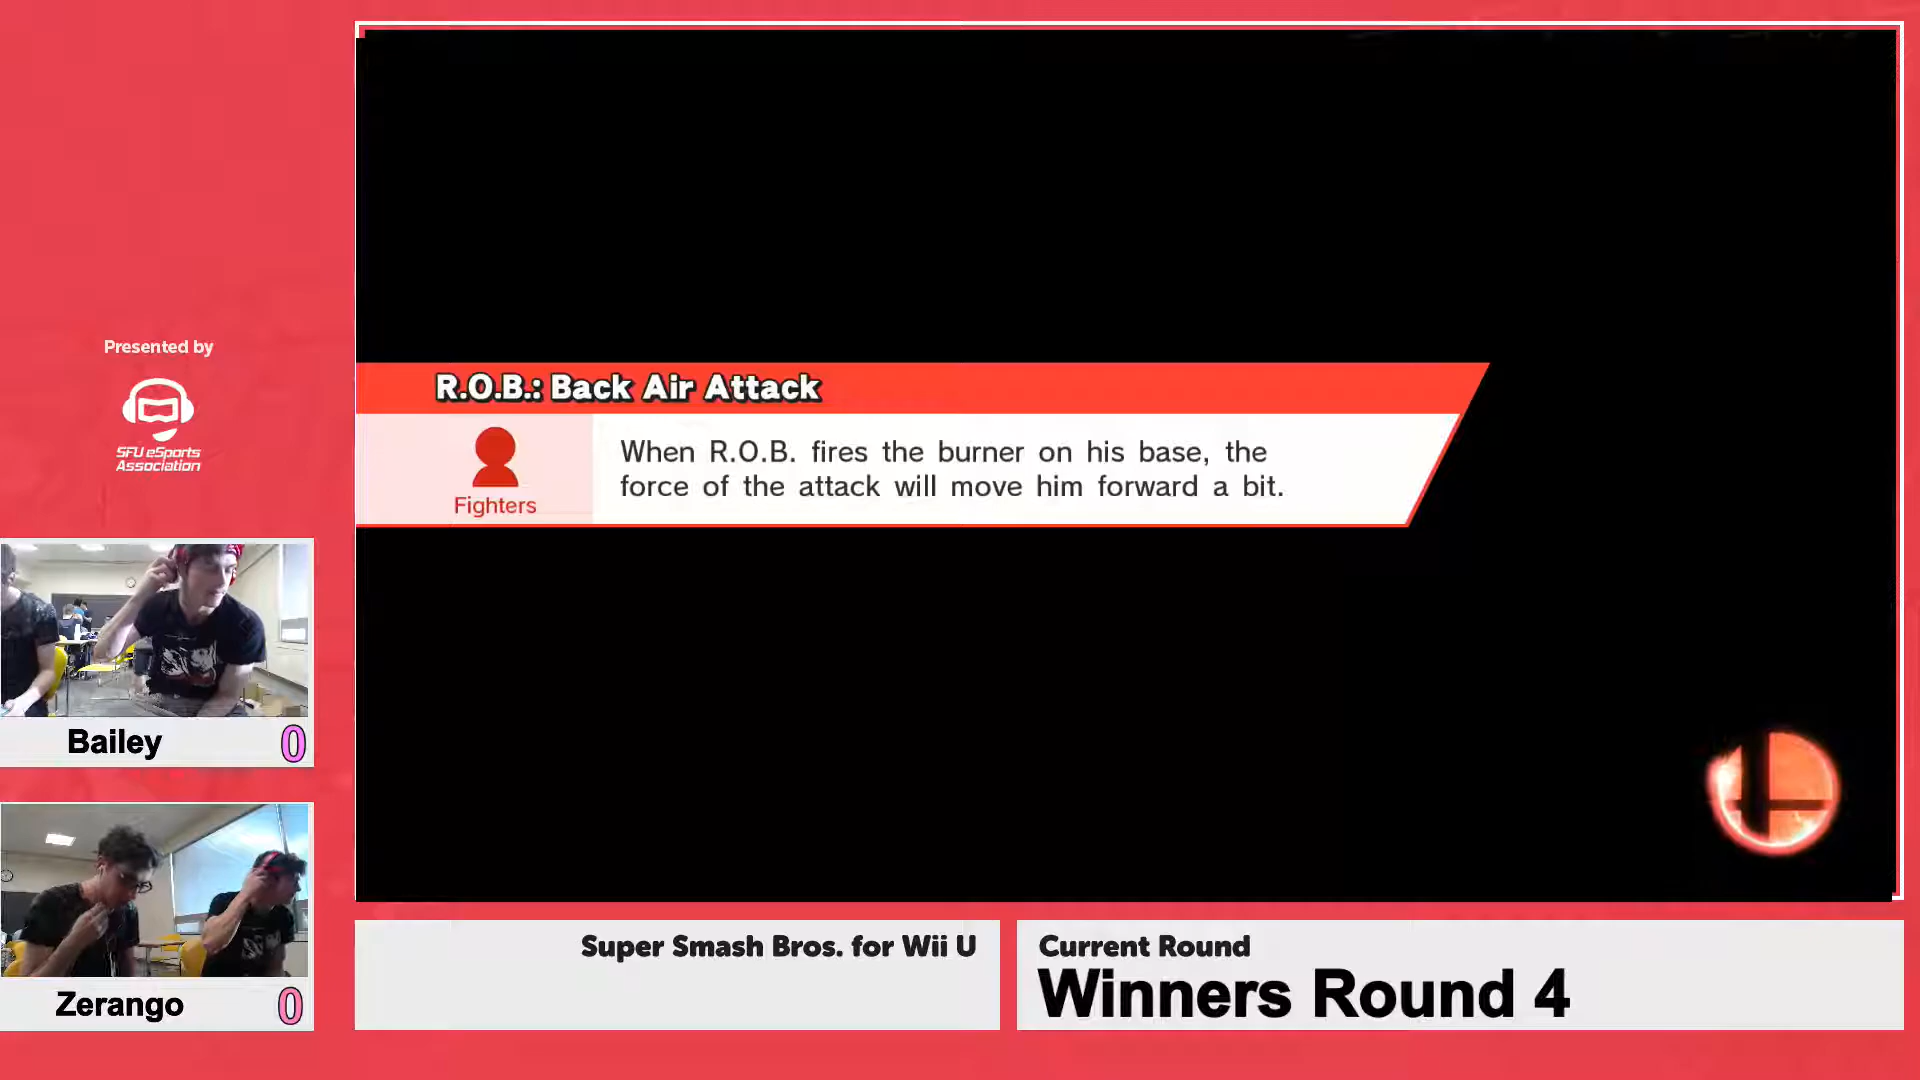 Presented by
SFU eSports
Association
R.O.B.: Back Air Attack
Fighters
When R.O.B. fires the burner on his base, the
force of the attack will move him forward a bit.
Bailey 0
Zerango 0
Super Smash Bros. for Wii U
Current Round
Winners Round 4